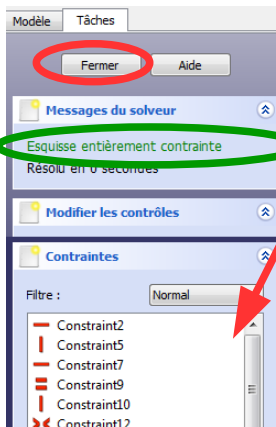 Modèle Tâches
Fermer Aide
Messages du solveur
Esquisse entièrement contrainte
Résolu en 0 secondes
Modifier les contrôles
Contraintes
Filtre : Normal
Constraint2
Constraint5
Constraint7
Constraint9
Constraint10
Constraint12